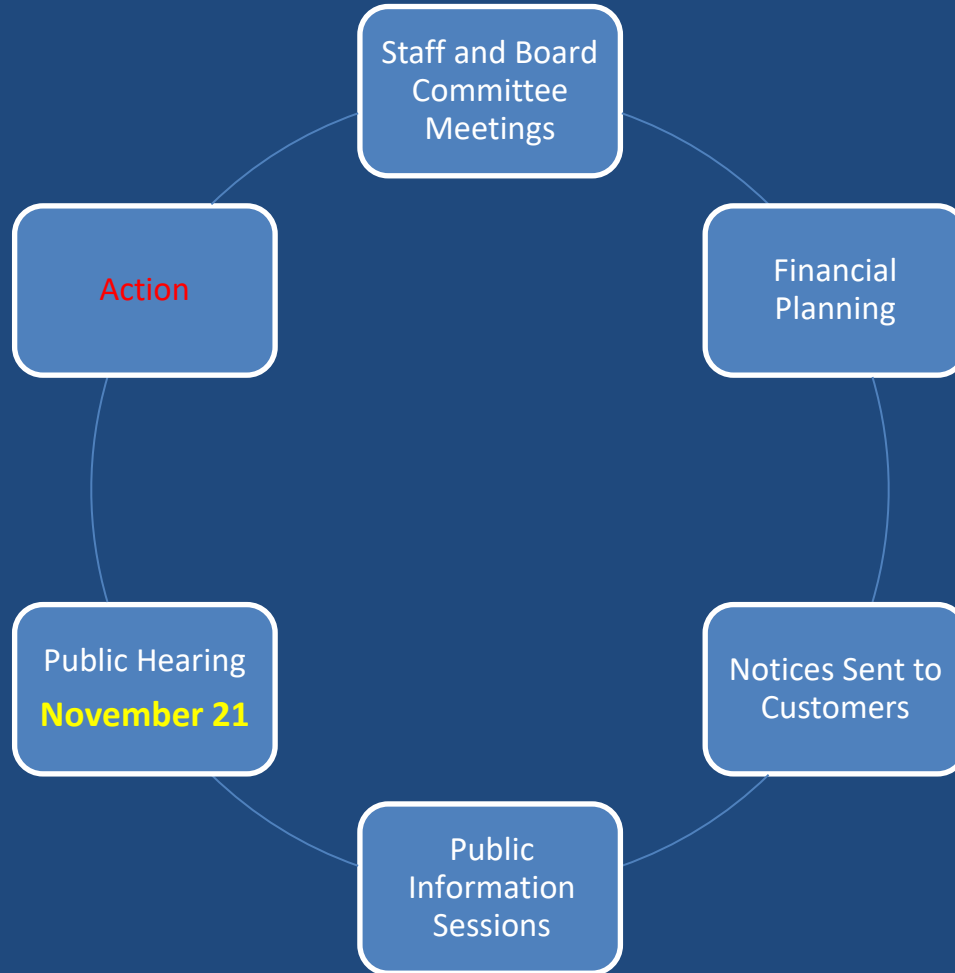 Staff and Board
Committee
Meetings
Financial
Planning
Notices Sent to
Customers
Public
Information
Sessions
Public Hearing
November 21
Action